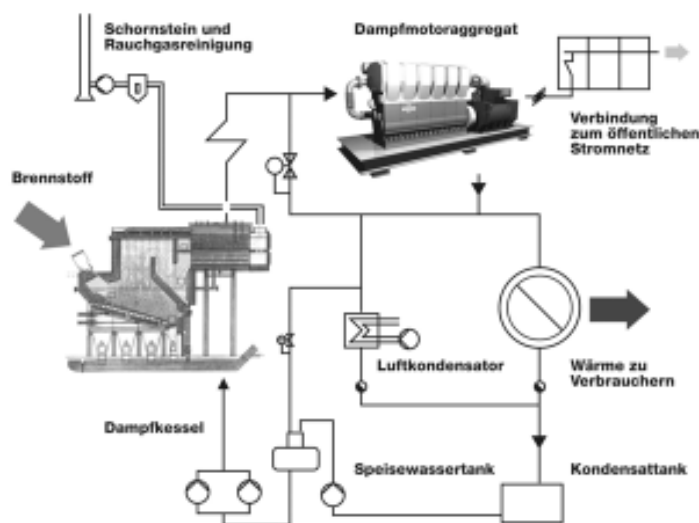 Schornstein und
Rauchgasreinigung
Dampfmotoraggregat
Verbindung
zum öffentlichen
Stromnetz
Brennstoff
Luftkondensator
Wärme zu
Verbrauchern
Dampfkessel
Speisewassertank
Kondensattank